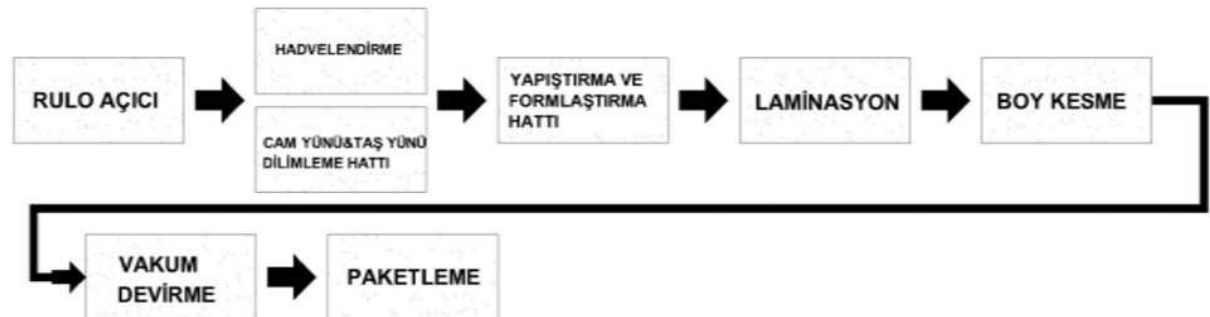 RULO AÇICI
HADVELENDİRME
CAM YÜNÜ&TAŞ YÜNÜ
DİLİMLEME HATTI
YAPIŞTIRMA VE
FORMLAŞTIRMA
HATTI
LAMİNASYON
BOY KESME
VAKUM
DEVİRME
PAKETLEME